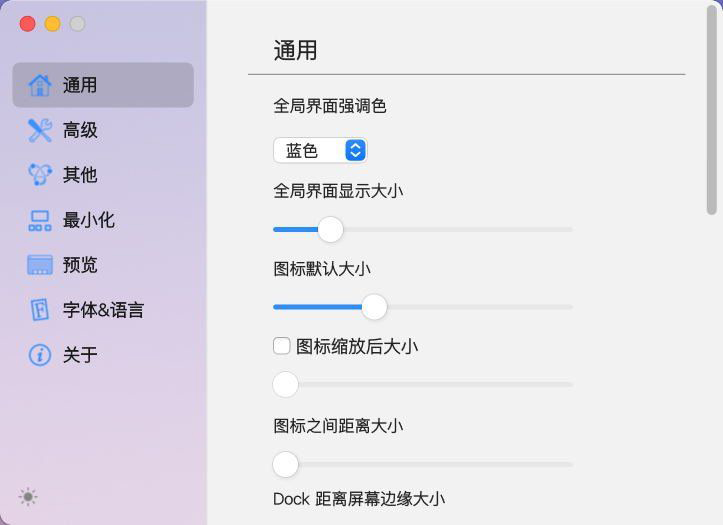 通用
高级
其他
最小化
预览
字体&语言
关于
通用
全局界面强调色
蓝色
全局界面显示大小
图标默认大小
图标缩放后大小
图标之间距离大小
Dock 距离屏幕边缘大小